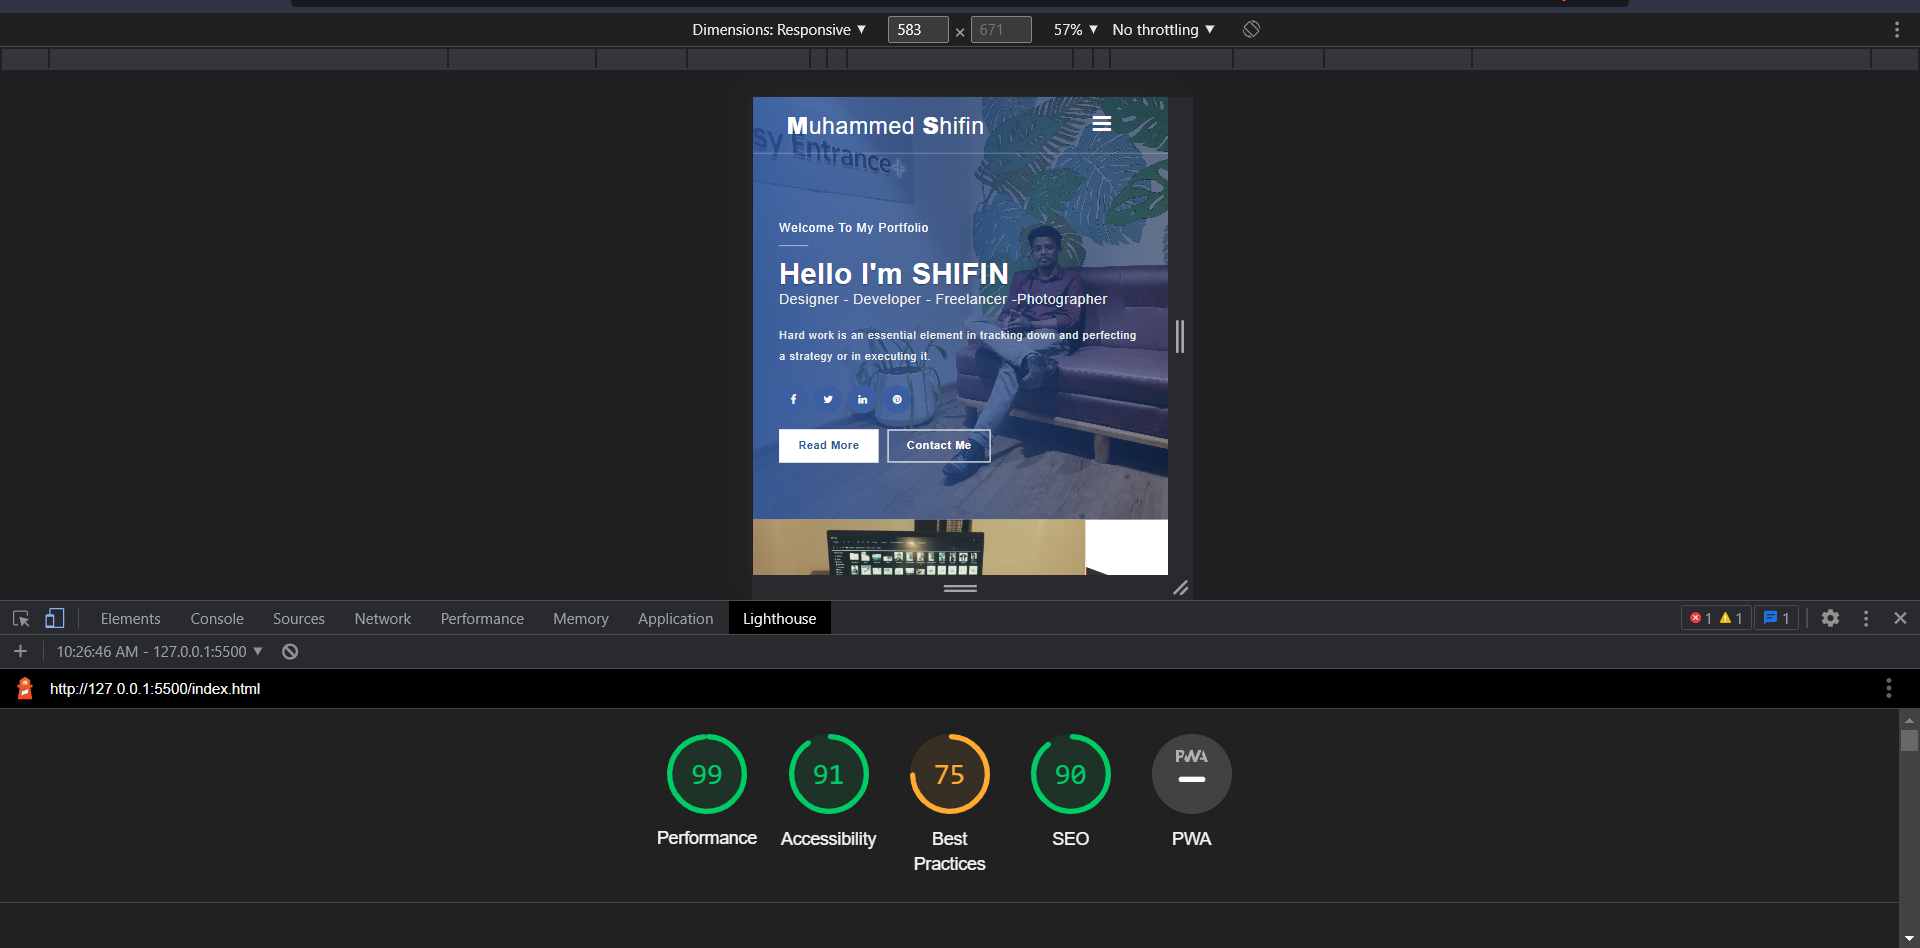 Dimensions: Responsive ▼ 583 × 671 57% ▼ No throttling ▼
Muhammed Shifin
sy Entrance
Welcome To My Portfolio
Hello I'm SHIFIN
Designer - Developer - Freelancer -Photographer
Hard work is an essential element in tracking down and perfecting
a strategy or in executing it.
Read More Contact Me
Elements Console Sources Network Performance Memory Application Lighthouse 1 1 1
10:26:46 AM - 127.0.0.1:5500 ▼
http://127.0.0.1:5500/index.html
99 91 75 90 PWA
Performance Accessibility Best Practices SEO PWA